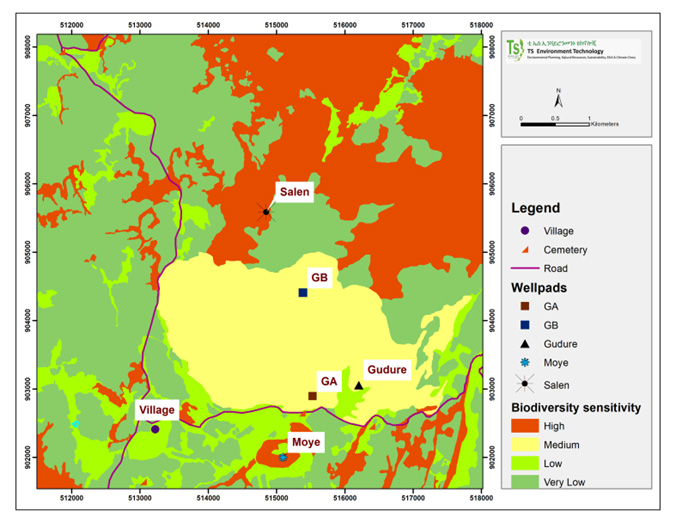 512000 513000 514000 515000 516000 517000 518000
908000
907000
906000
905000
904000
903000
902000
Salen
GB
Gudure
GA
Village
Moye
908000
907000
906000
905000
904000
903000
902000
512000 513000 514000 515000 516000 517000 518000
TS
TS Environment Technology
N
0 0.5 1
Kilometers
Legend
Village
Cemetery
Road
Wellpads
GA
GB
Gudure
Moye
Salen
Biodiversity sensitivity
High
Medium
Low
Very Low